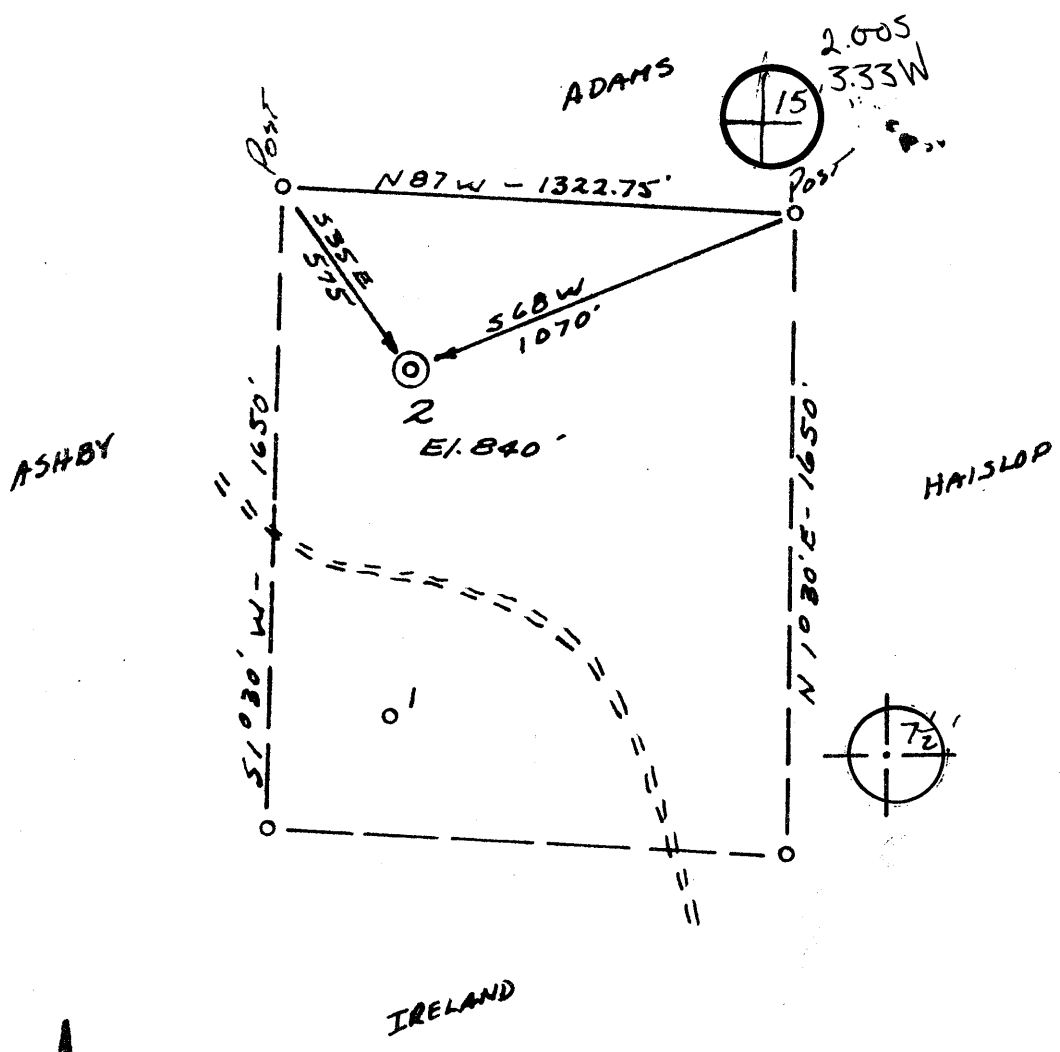 2.00S
3.33W
ADAMS
15'
Post
Post
N87W - 1322.75'
S35E
575'
S68W
1070'
2
El. 840'
ASHBY
HAISLOP
S1°30'W - 1650'
N1°30'E - 1650'
1
7½'
IRELAND